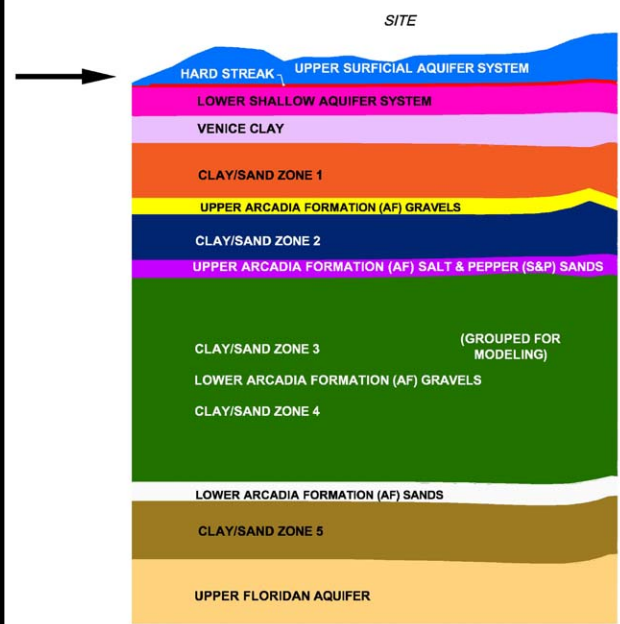 SITE
HARD STREAK
UPPER SURFICIAL AQUIFER SYSTEM
LOWER SHALLOW AQUIFER SYSTEM
VENICE CLAY
CLAY/SAND ZONE 1
UPPER ARCADIA FORMATION (AF) GRAVELS
CLAY/SAND ZONE 2
UPPER ARCADIA FORMATION (AF) SALT & PEPPER (S&P) SANDS
CLAY/SAND ZONE 3
(GROUPED FOR
MODELING)
LOWER ARCADIA FORMATION (AF) GRAVELS
CLAY/SAND ZONE 4
LOWER ARCADIA FORMATION (AF) SANDS
CLAY/SAND ZONE 5
UPPER FLORIDAN AQUIFER